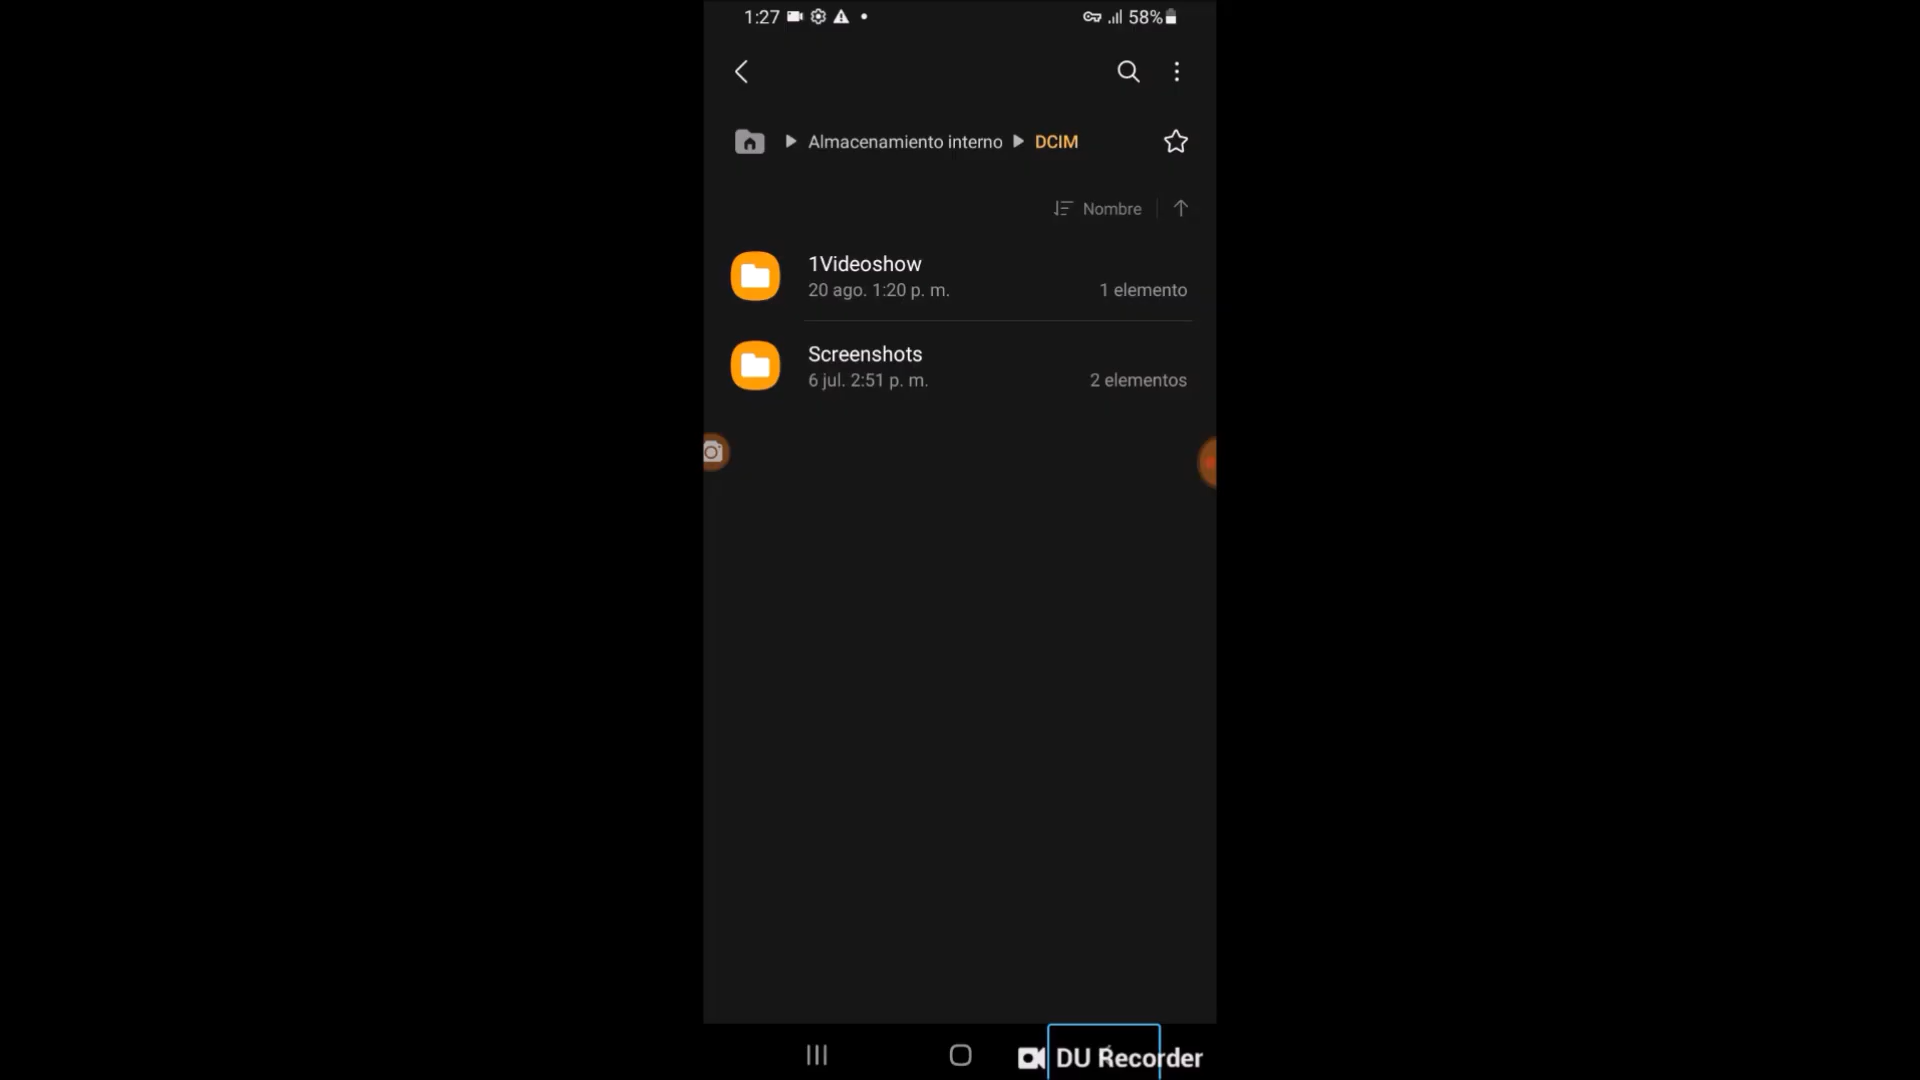 1:27
58%
Almacenamiento interno
DCIM
Nombre
1Videoshow
20 ago. 1:20 p. m.
1 elemento
Screenshots
6 jul. 2:51 p. m.
2 elementos
DU Recorder